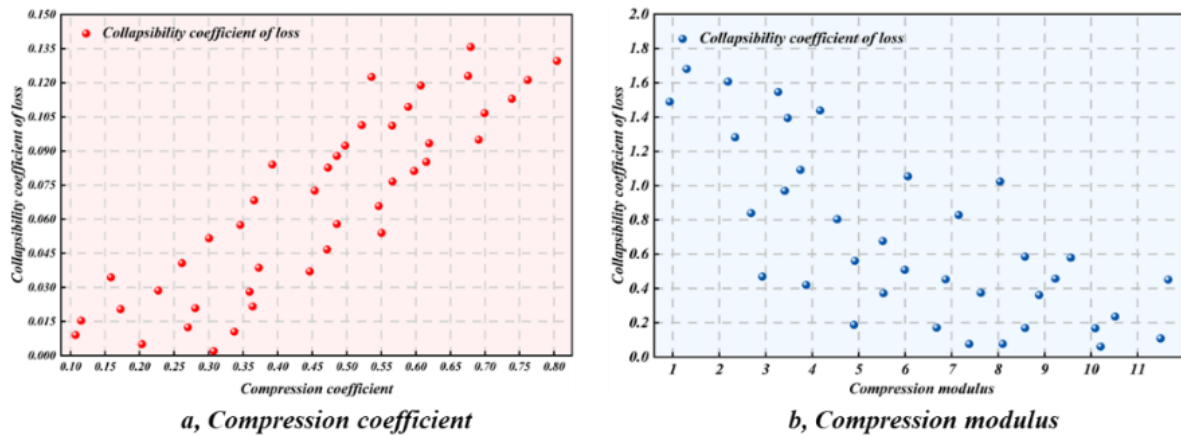 0.150
Collapsibility coefficient of loss
0.135
0.120
0.105
0.090
0.075
0.060
0.045
0.030
0.015
0.000
Collapsibility coefficient of loss
0.10 0.15 0.20 0.25 0.30 0.35 0.40 0.45 0.50 0.55 0.60 0.65 0.70 0.75 0.80
Compression coefficient
a, Compression coefficient
2.0
Collapsibility coefficient of loss
1.8
1.6
1.4
1.2
1.0
0.8
0.6
0.4
0.2
0.0
Collapsibility coefficient of loss
1 2 3 4 5 6 7 8 9 10 11
Compression modulus
b, Compression modulus